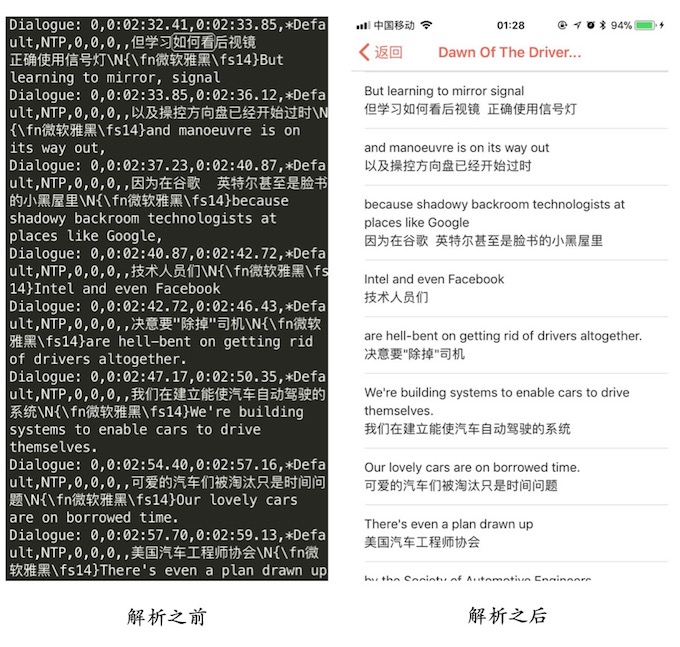 Dialogue: 0,0:02:32.41,0:02:33.85,*Defa
ult,NTP,0,0,0,,但学习如何看后视镜
正确使用信号灯\N{\fn微软雅黑\fs14}But
learning to mirror, signal
Dialogue: 0,0:02:33.85,0:02:36.12,*Defa
ult,NTP,0,0,0,,以及操控方向盘已经开始过时\N
{\fn微软雅黑\fs14}and manoeuvre is on
its way out,
Dialogue: 0,0:02:37.23,0:02:40.87,*Defa
ult,NTP,0,0,0,,因为在谷歌  英特尔甚至是脸书
的小黑屋里\N{\fn微软雅黑\fs14}because
shadowy backroom technologists at
places like Google,
Dialogue: 0,0:02:40.87,0:02:42.72,*Defa
ult,NTP,0,0,0,,技术人员们\N{\fn微软雅黑\fs
14}Intel and even Facebook
Dialogue: 0,0:02:42.72,0:02:46.43,*Defa
ult,NTP,0,0,0,,决意要"除掉"司机\N{\fn微软
雅黑\fs14}are hell-bent on getting rid
of drivers altogether.
Dialogue: 0,0:02:47.17,0:02:50.35,*Defa
ult,NTP,0,0,0,,我们在建立能使汽车自动驾驶的
系统\N{\fn微软雅黑\fs14}We're building
systems to enable cars to drive
themselves.
Dialogue: 0,0:02:54.40,0:02:57.16,*Defa
ult,NTP,0,0,0,,可爱的汽车们被淘汰只是时间问
题\N{\fn微软雅黑\fs14}Our lovely cars
are on borrowed time.
Dialogue: 0,0:02:57.70,0:02:59.13,*Defa
ult,NTP,0,0,0,,美国汽车工程师协会\N{\fn微
软雅黑\fs14}There's even a plan drawn up
解析之前
中国移动 01:28 94%
返回 Dawn Of The Driver...
But learning to mirror signal
但学习如何看后视镜 正确使用信号灯
and manoeuvre is on its way out
以及操控方向盘已经开始过时
because shadowy backroom technologists at
places like Google
因为在谷歌 英特尔甚至是脸书的小黑屋里
Intel and even Facebook
技术人员们
are hell-bent on getting rid of drivers altogether.
决意要"除掉"司机
We're building systems to enable cars to drive
themselves.
我们在建立能使汽车自动驾驶的系统
Our lovely cars are on borrowed time.
可爱的汽车们被淘汰只是时间问题
There's even a plan drawn up
美国汽车工程师协会
by the Society of Automotive Engineers
解析之后